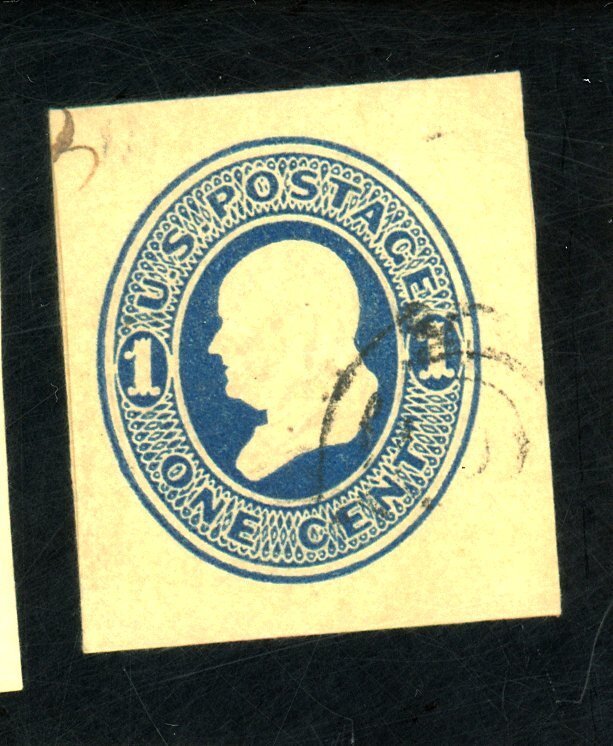 U.S. POSTAGE
1 1
ONE CENT